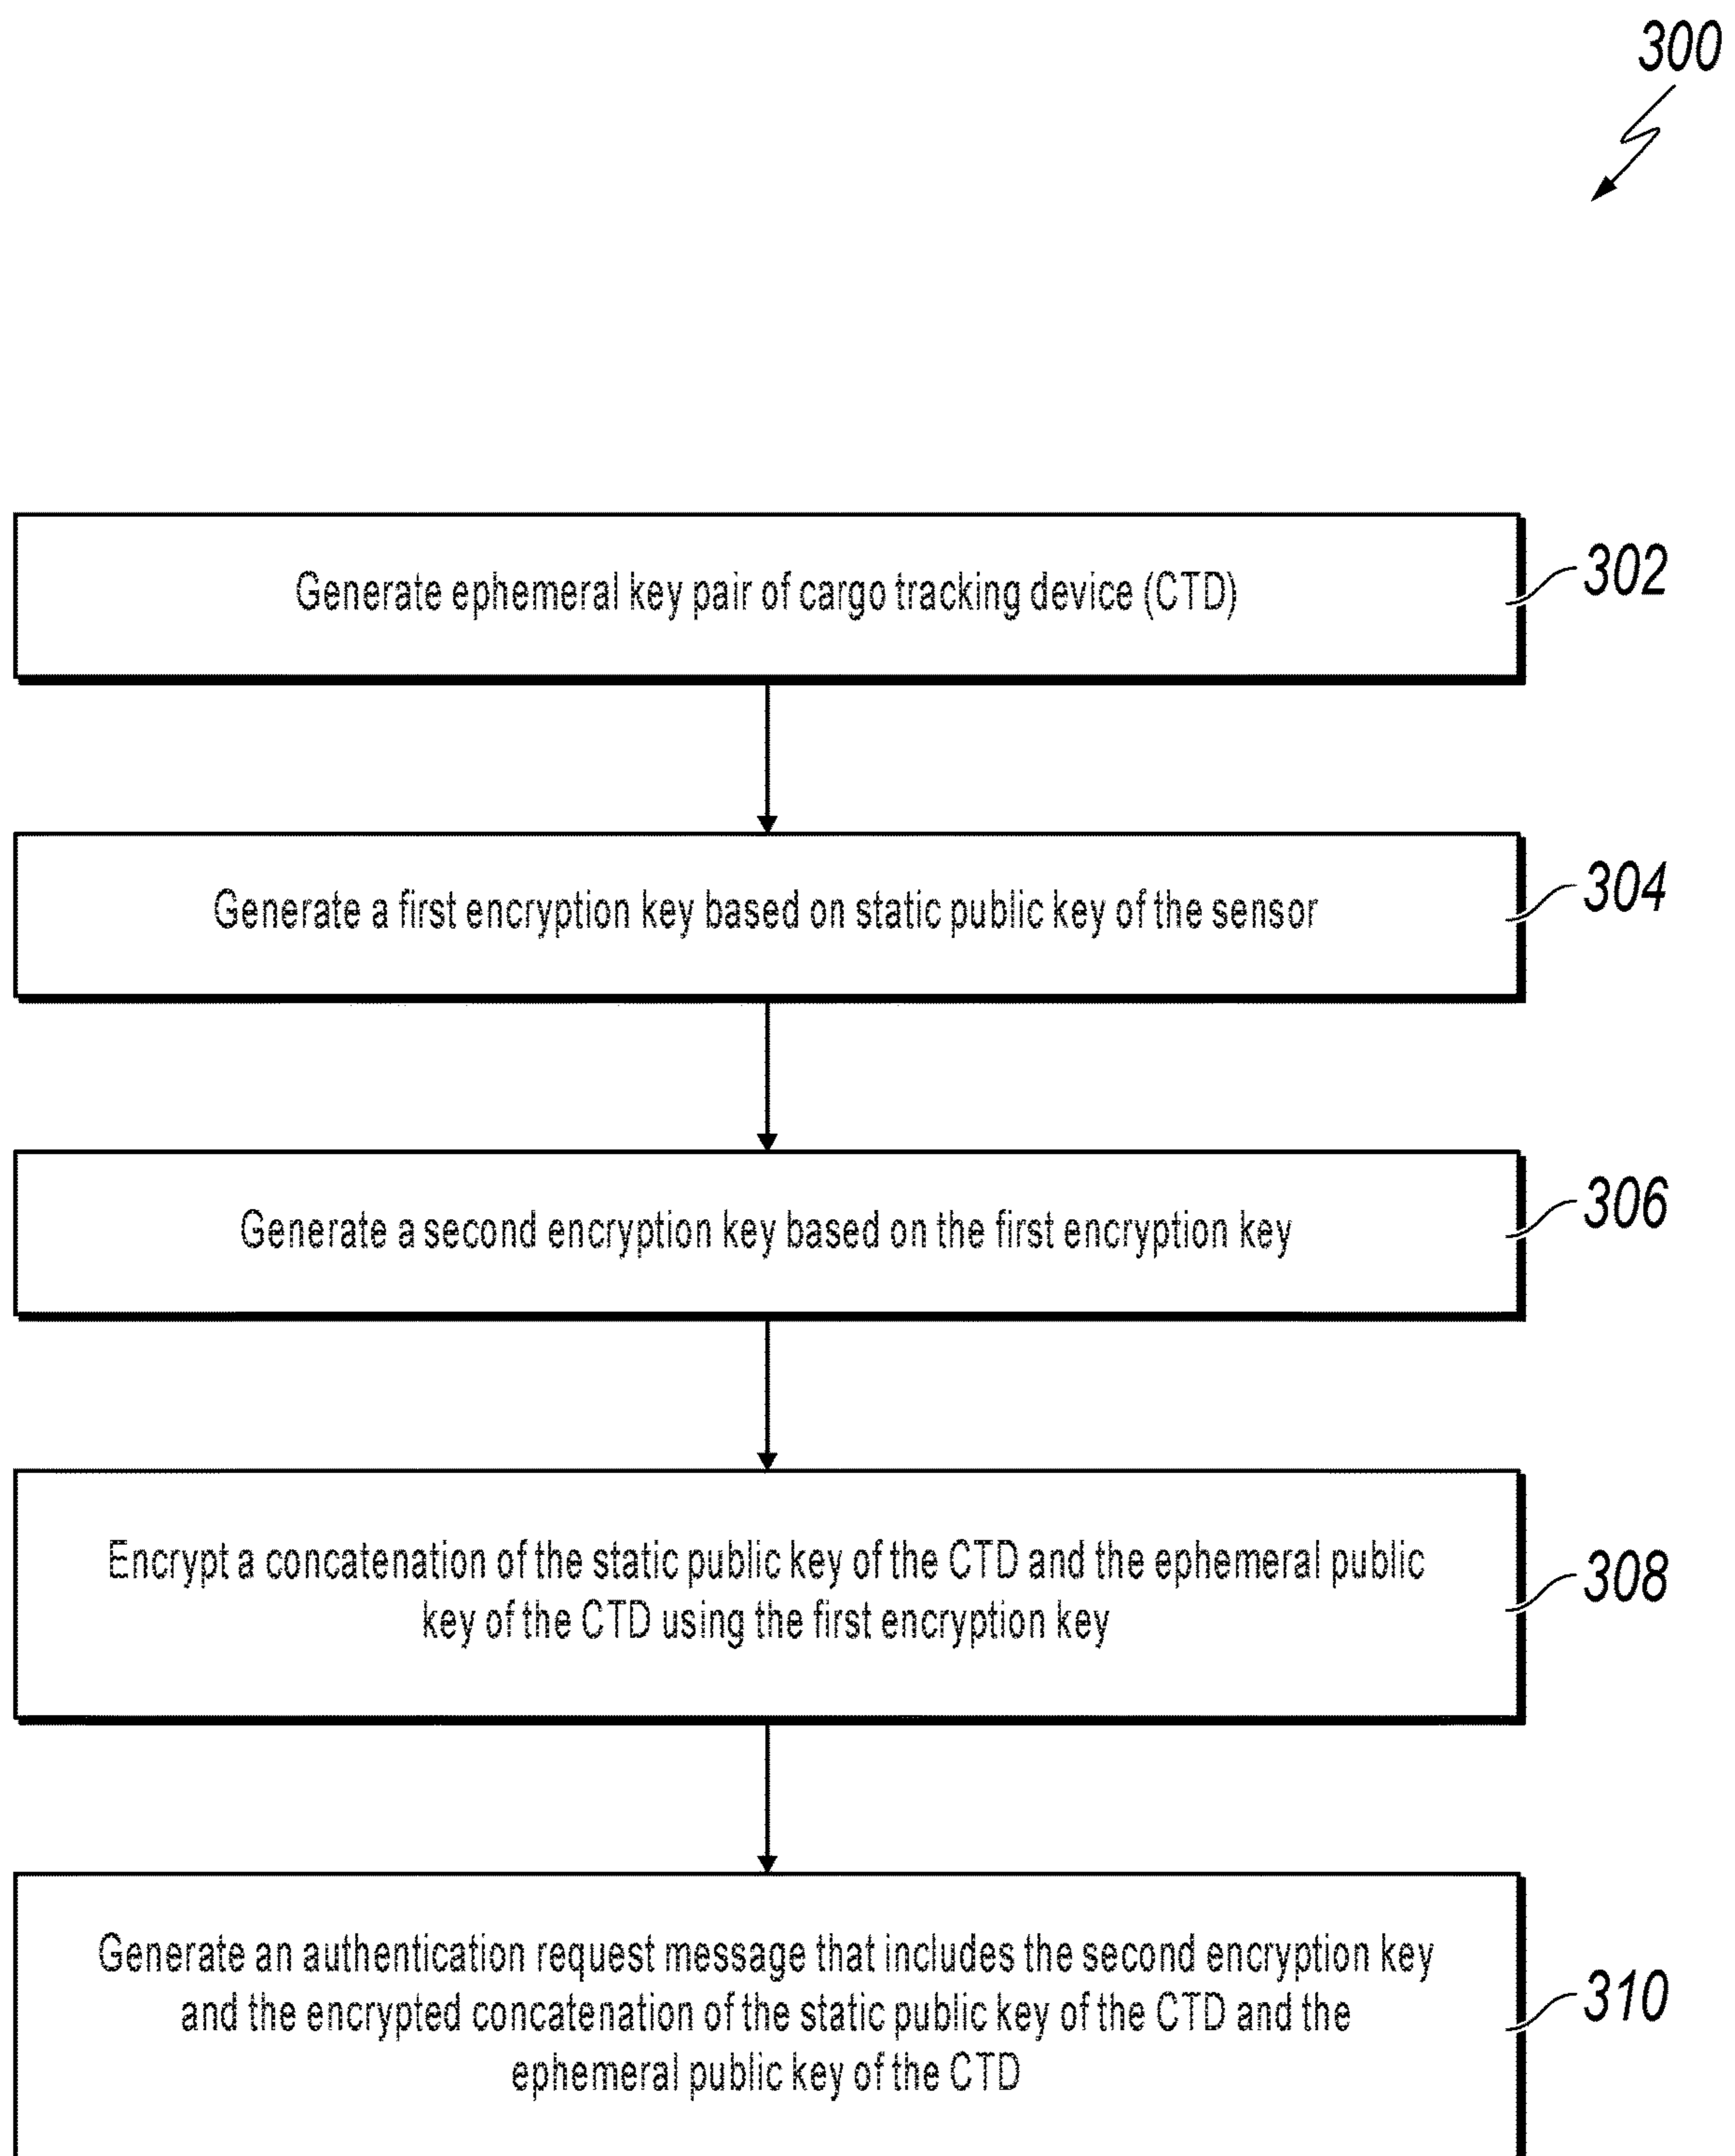 300
Generate ephemeral key pair of cargo tracking device (CTD)
302
Generate a first encryption key based on static public key of the sensor
304
Generate a second encryption key based on the first encryption key
306
Encrypt a concatenation of the static public key of the CTD and the ephemeral public
key of the CTD using the first encryption key
308
Generate an authentication request message that includes the second encryption key
and the encrypted concatenation of the static public key of the CTD and the
ephemeral public key of the CTD
310